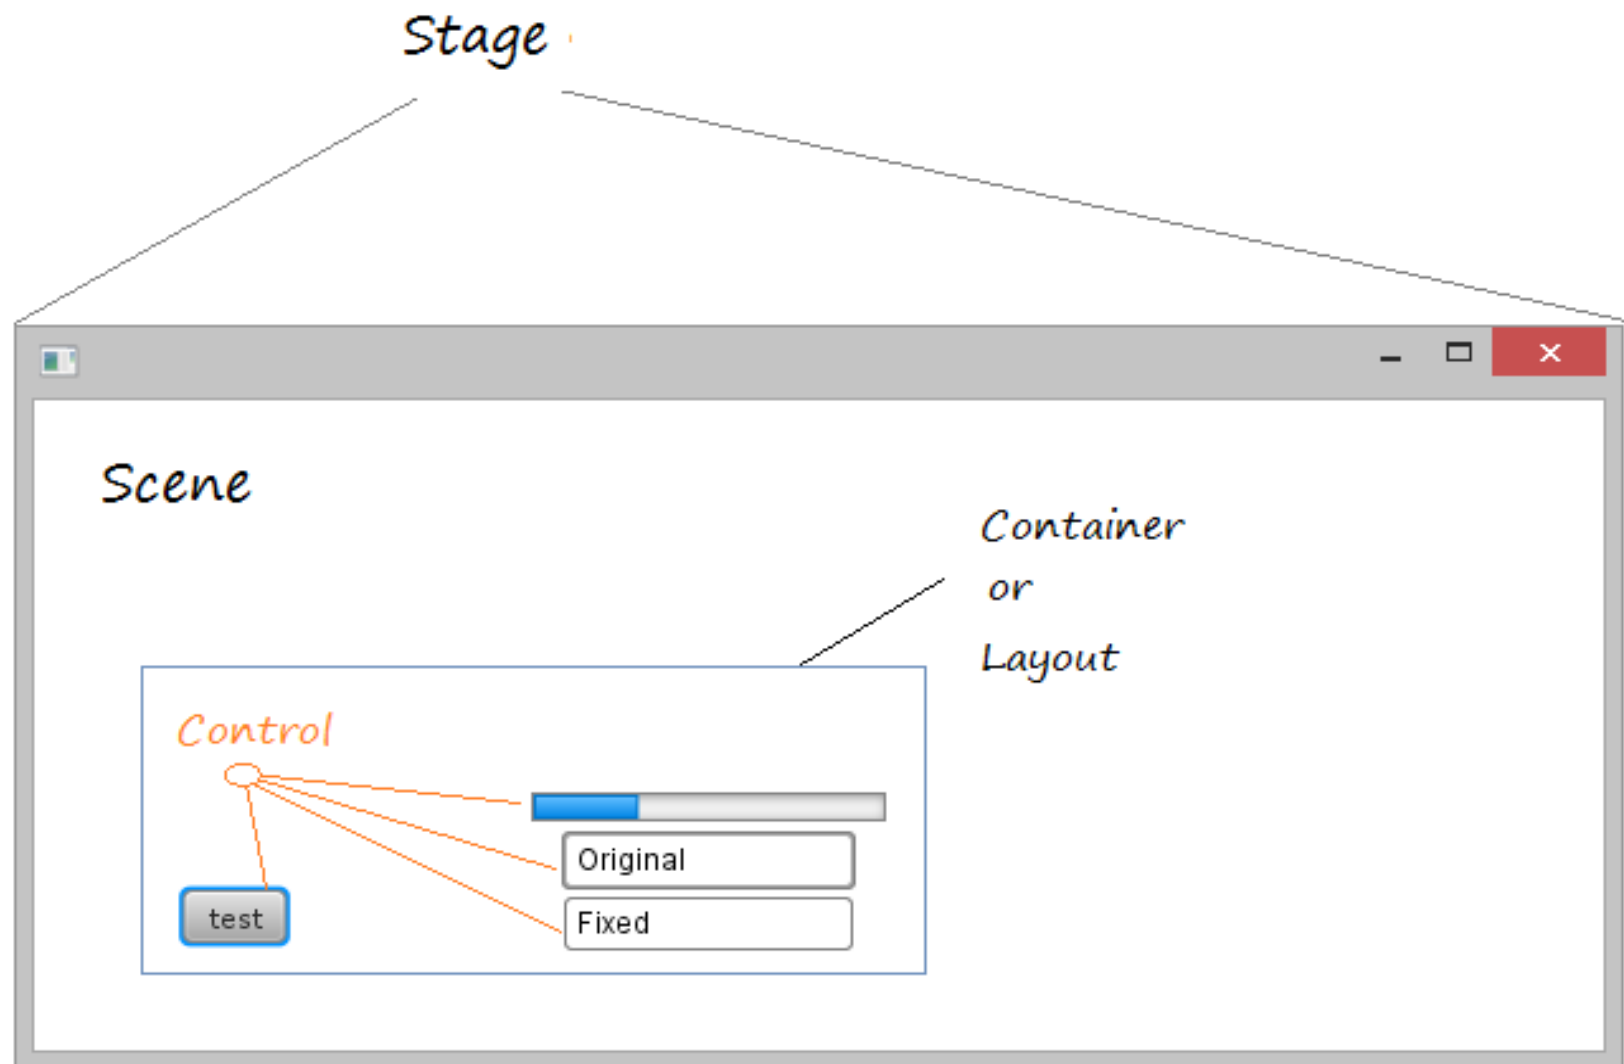 Stage
Scene
Container
or
Layout
Control
Original
test
Fixed